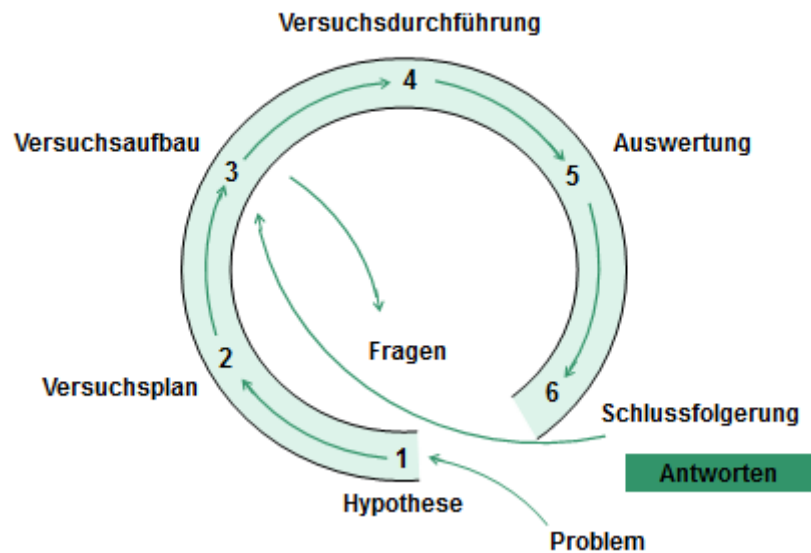 Versuchsdurchführung
4
Versuchsaufbau
3
Auswertung
5
Fragen
2
Versuchsplan
6
Schlussfolgerung
1
Antworten
Hypothese
Problem